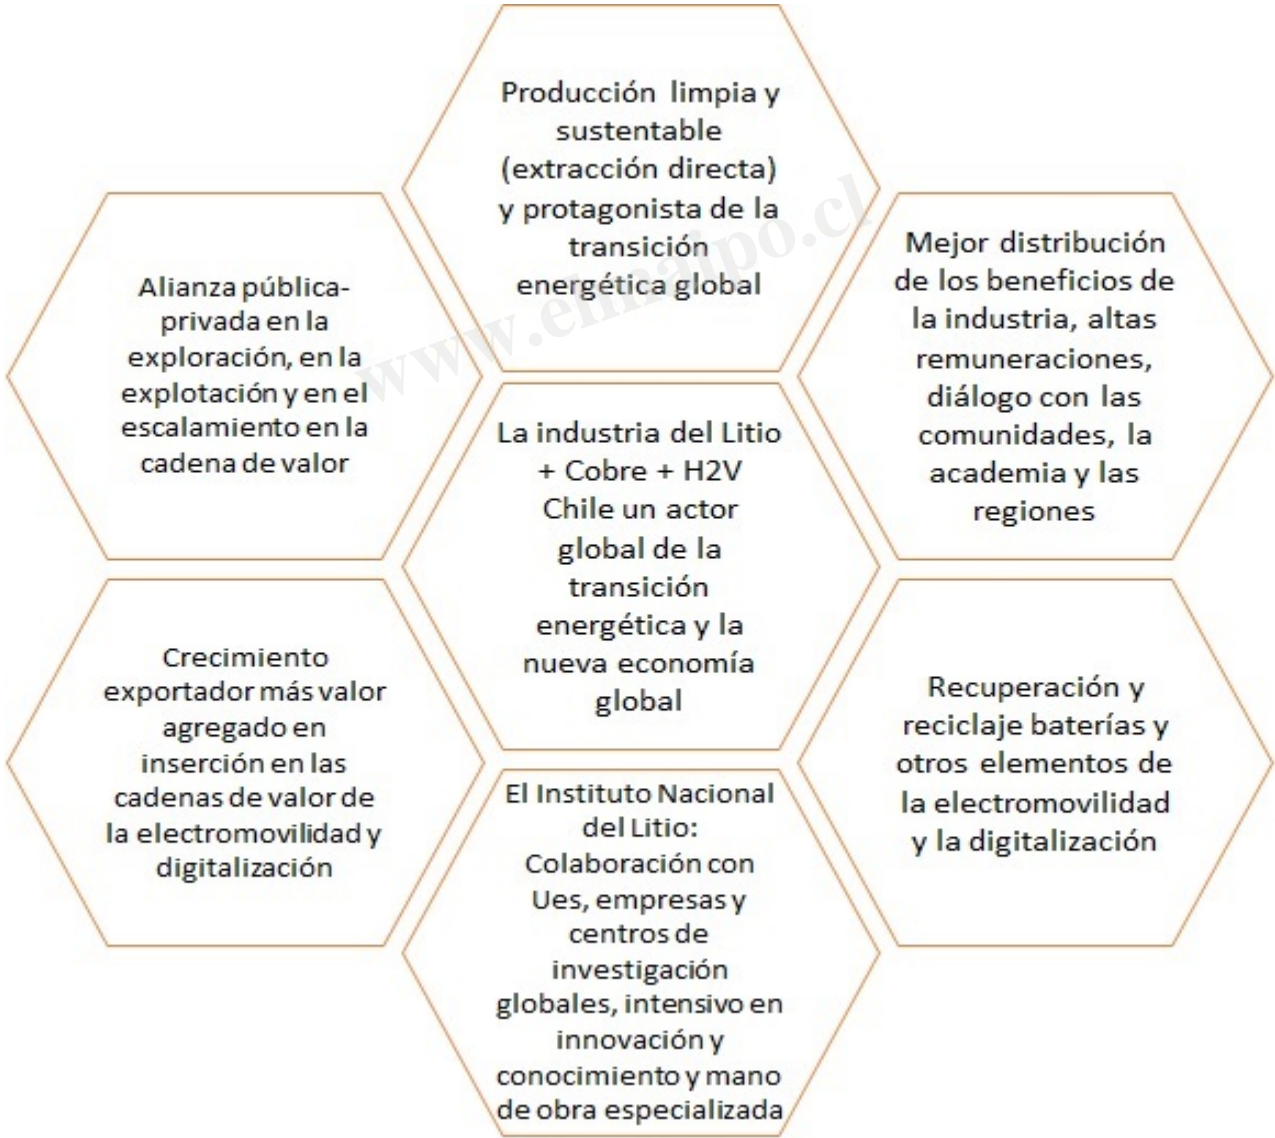 Producción limpia y
sustentable
(extracción directa)
y protagonista de la
transición
energética global
Alianza pública-
privada en la
exploración, en la
explotación y en el
escalamiento en la
cadena de valor
Mejor distribución
de los beneficios de
la industria, altas
remuneraciones,
diálogo con las
comunidades, la
academia y las
regiones
La industria del Litio
+ Cobre + H2V
Chile un actor
global de la
transición
energética y la
nueva economía
global
Crecimiento
exportador más valor
agregado en
inserción en las
cadenas de valor de
la electromovilidad y
digitalización
Recuperación y
reciclaje baterías y
otros elementos de
la electromovilidad
y la digitalización
El Instituto Nacional
del Litio:
Colaboración con
Ues, empresas y
centros de
investigación
globales, intensivo en
innovación y
conocimiento y mano
de obra especializada
www.elmaipo.cl